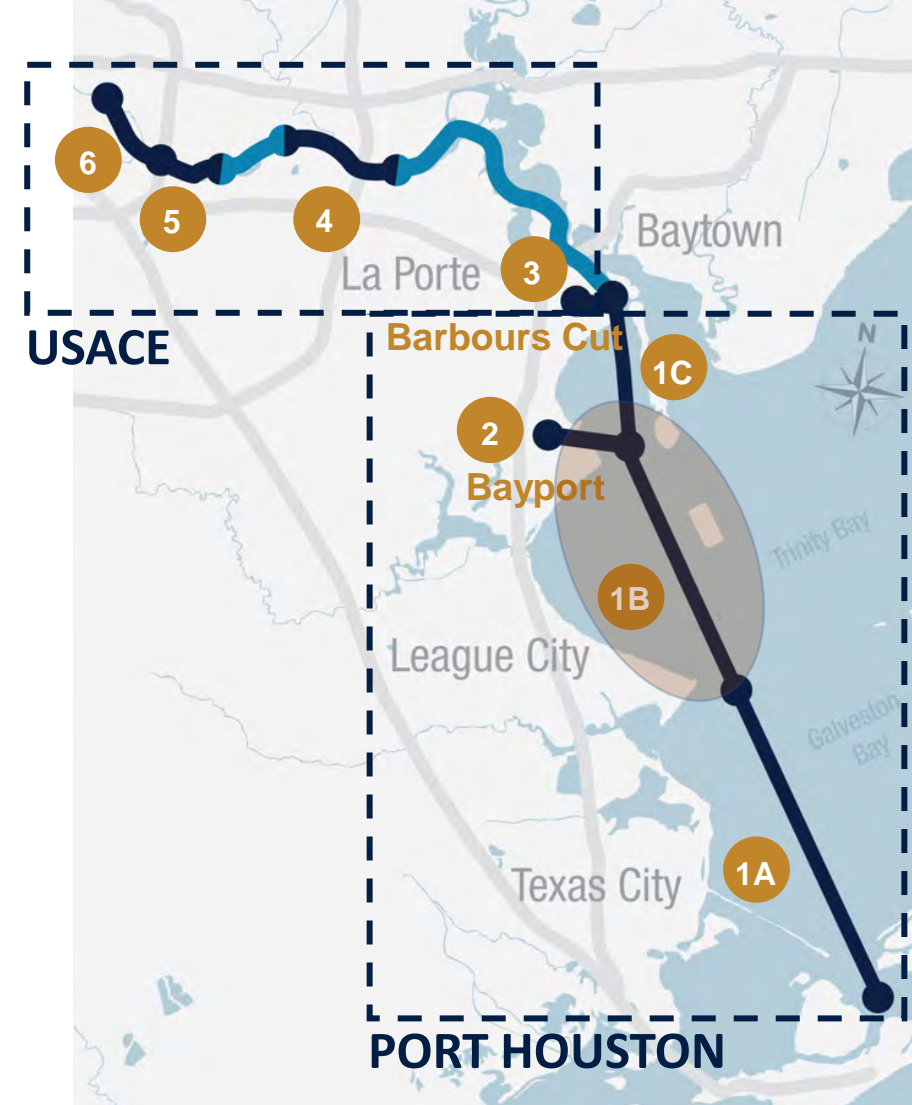 6
5
4
3
Baytown
La Porte
USACE
Barbours Cut
N
1C
2
Bayport
Trinity Bay
1B
League City
Galveston
Bay
1A
Texas City
PORT HOUSTON